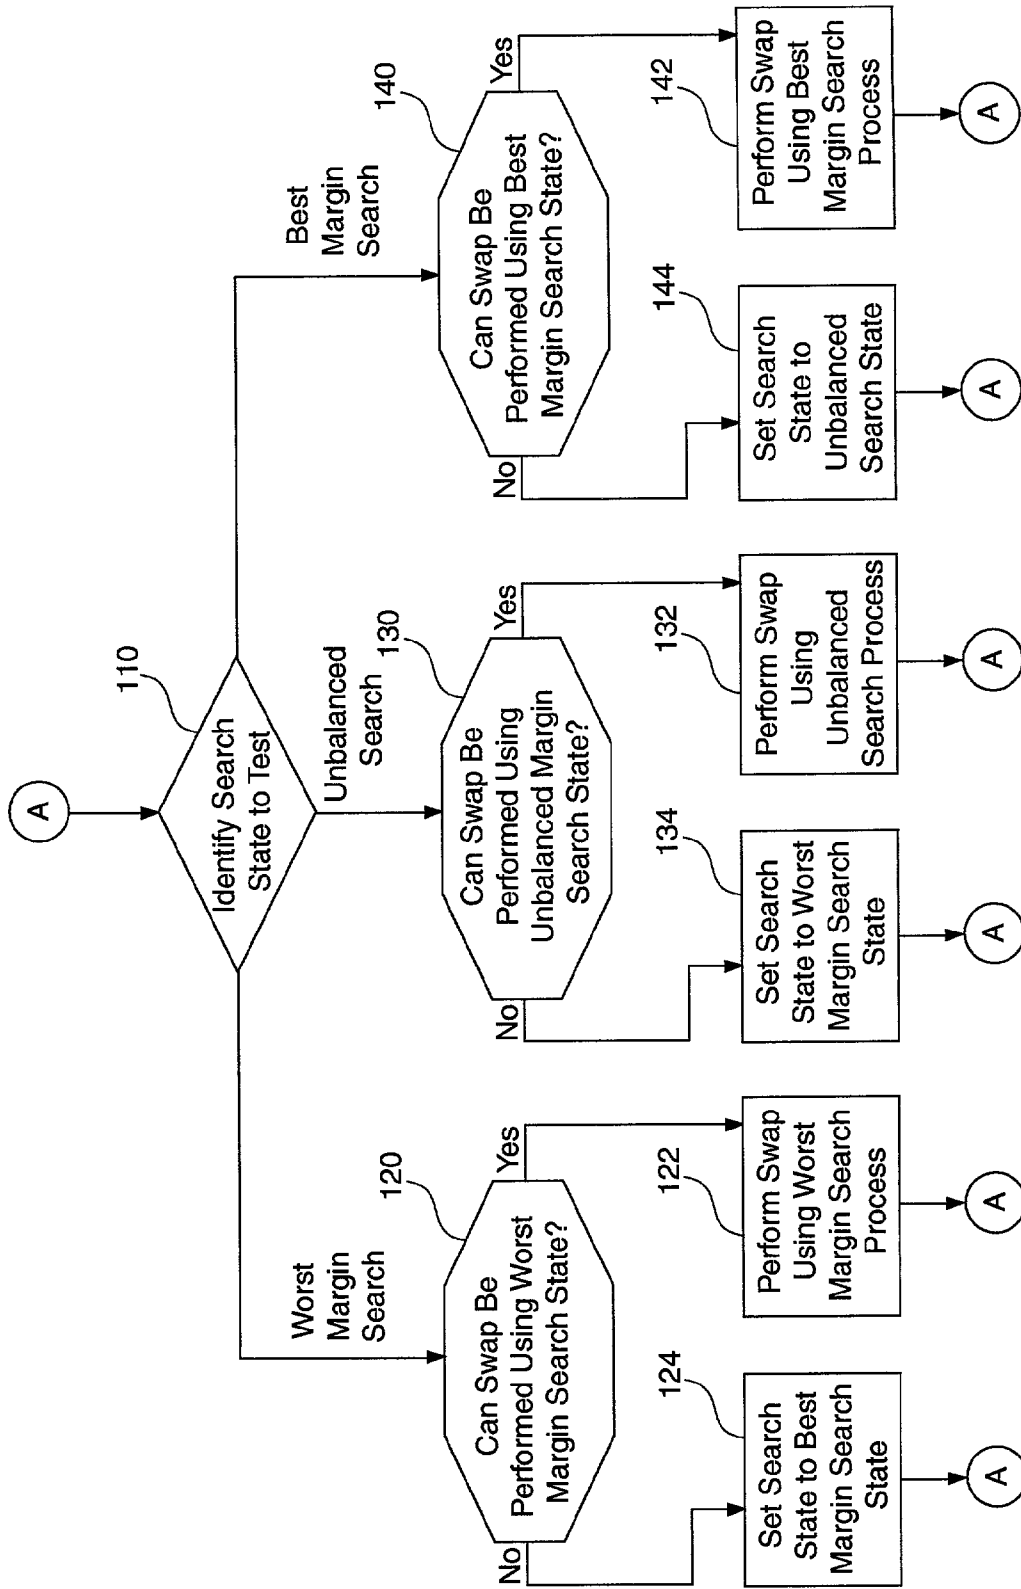 A
110
Identify Search
State to Test
Worst
Margin
Search
Unbalanced
Search
Best
Margin
Search
120
Can Swap Be
Performed Using Worst
Margin Search State?
No
Yes
130
Can Swap Be
Performed Using
Unbalanced Margin
Search State?
No
Yes
140
Can Swap Be
Performed Using Best
Margin Search State?
No
Yes
124
Set Search
State to Best
Margin Search
State
A
122
Perform Swap
Using Worst
Margin Search
Process
A
134
Set Search
State to Worst
Margin Search
State
A
132
Perform Swap
Using
Unbalanced
Search Process
A
144
Set Search
State to
Unbalanced
Search State
A
142
Perform Swap
Using Best
Margin Search
Process
A